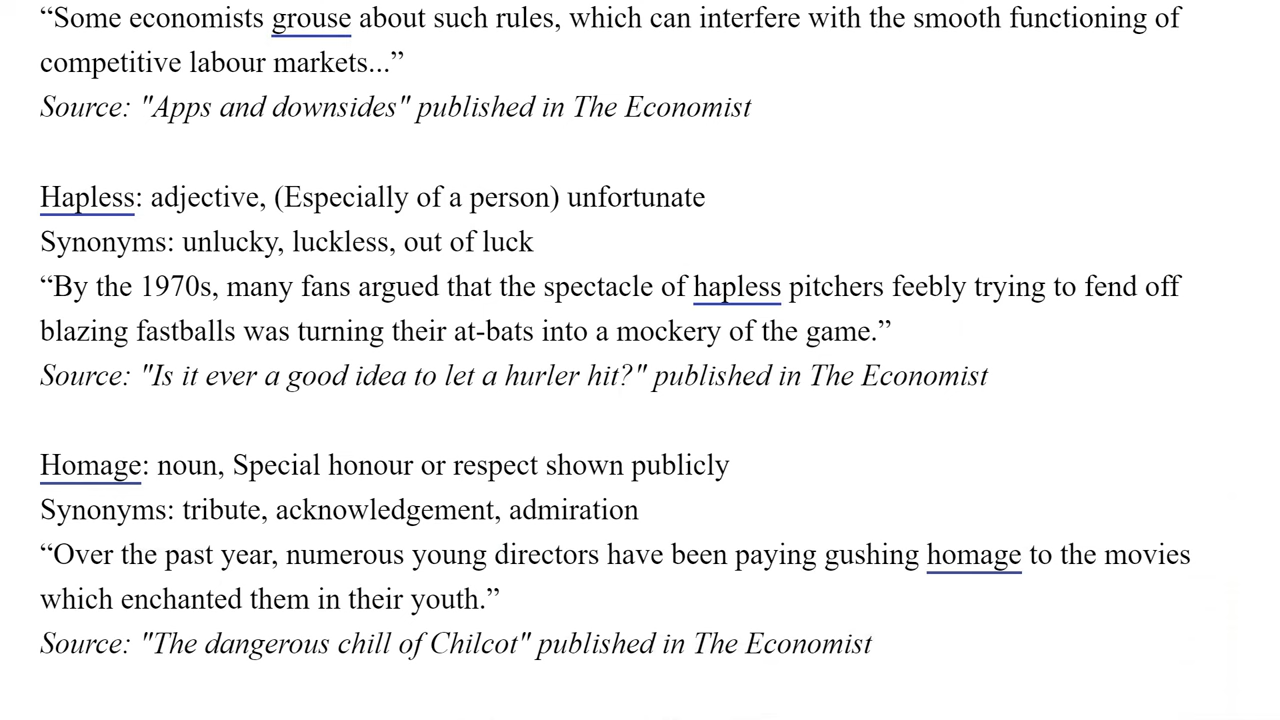 “Some economists grouse about such rules, which can interfere with the smooth functioning of
competitive labour markets...”
Source: "Apps and downsides" published in The Economist
Hapless: adjective, (Especially of a person) unfortunate
Synonyms: unlucky, luckless, out of luck
“By the 1970s, many fans argued that the spectacle of hapless pitchers feebly trying to fend off
blazing fastballs was turning their at-bats into a mockery of the game.”
Source: "Is it ever a good idea to let a hurler hit?" published in The Economist
Homage: noun, Special honour or respect shown publicly
Synonyms: tribute, acknowledgement, admiration
“Over the past year, numerous young directors have been paying gushing homage to the movies
which enchanted them in their youth.”
Source: "The dangerous chill of Chilcot" published in The Economist